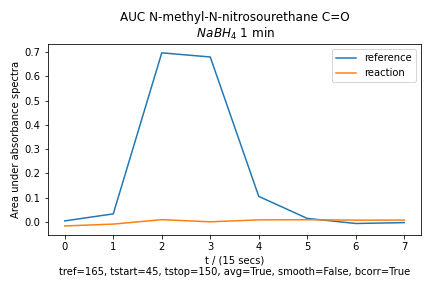 AUC N-methyl-N-nitrosourethane C=O
NaBH₄ 1 min
reference
reaction
Area under absorbance spectra
0.7
0.6
0.5
0.4
0.3
0.2
0.1
0.0
0 1 2 3 4 5 6 7
t / (15 secs)
tref=165, tstart=45, tstop=150, avg=True, smooth=False, bcorr=True